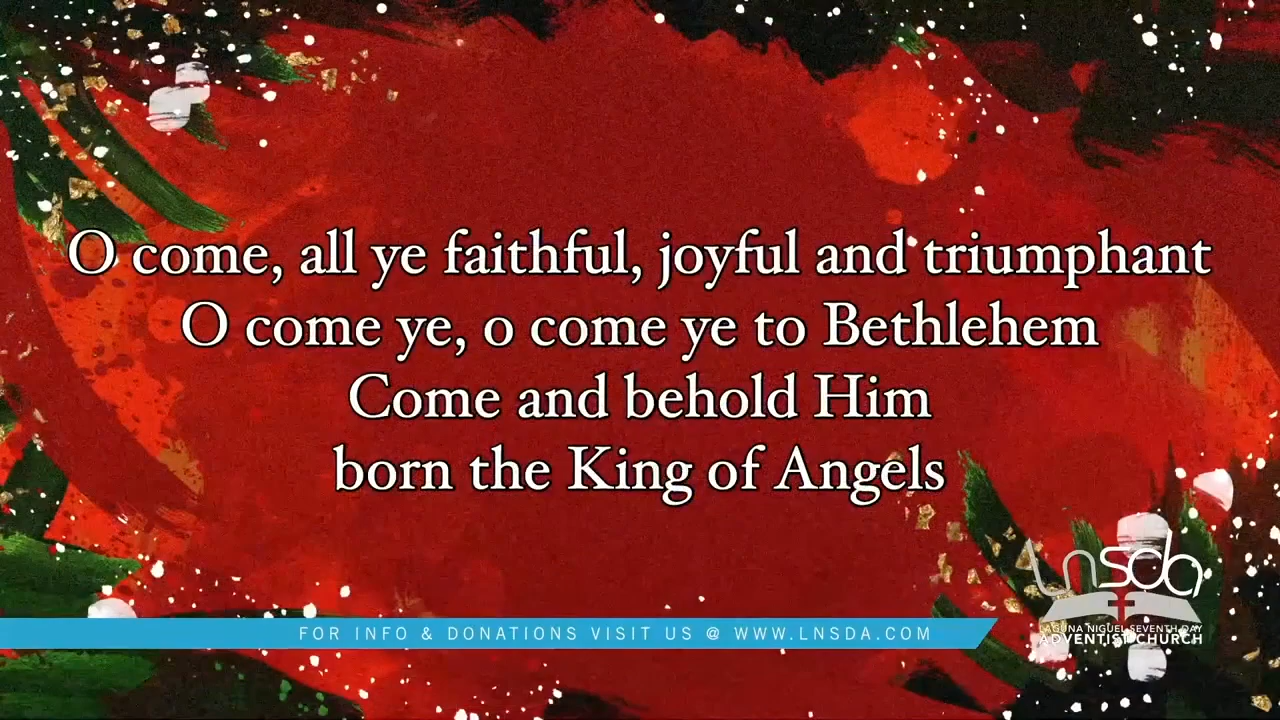 O come, all ye faithful, joyful and triumphant
O come ye, o come ye to Bethlehem
Come and behold Him
born the King of Angels
lnsda
LAGUNA NIGUEL SEVENTH-DAY
ADVENTIST CHURCH
FOR INFO & DONATIONS VISIT US @ WWW.LNSDA.COM